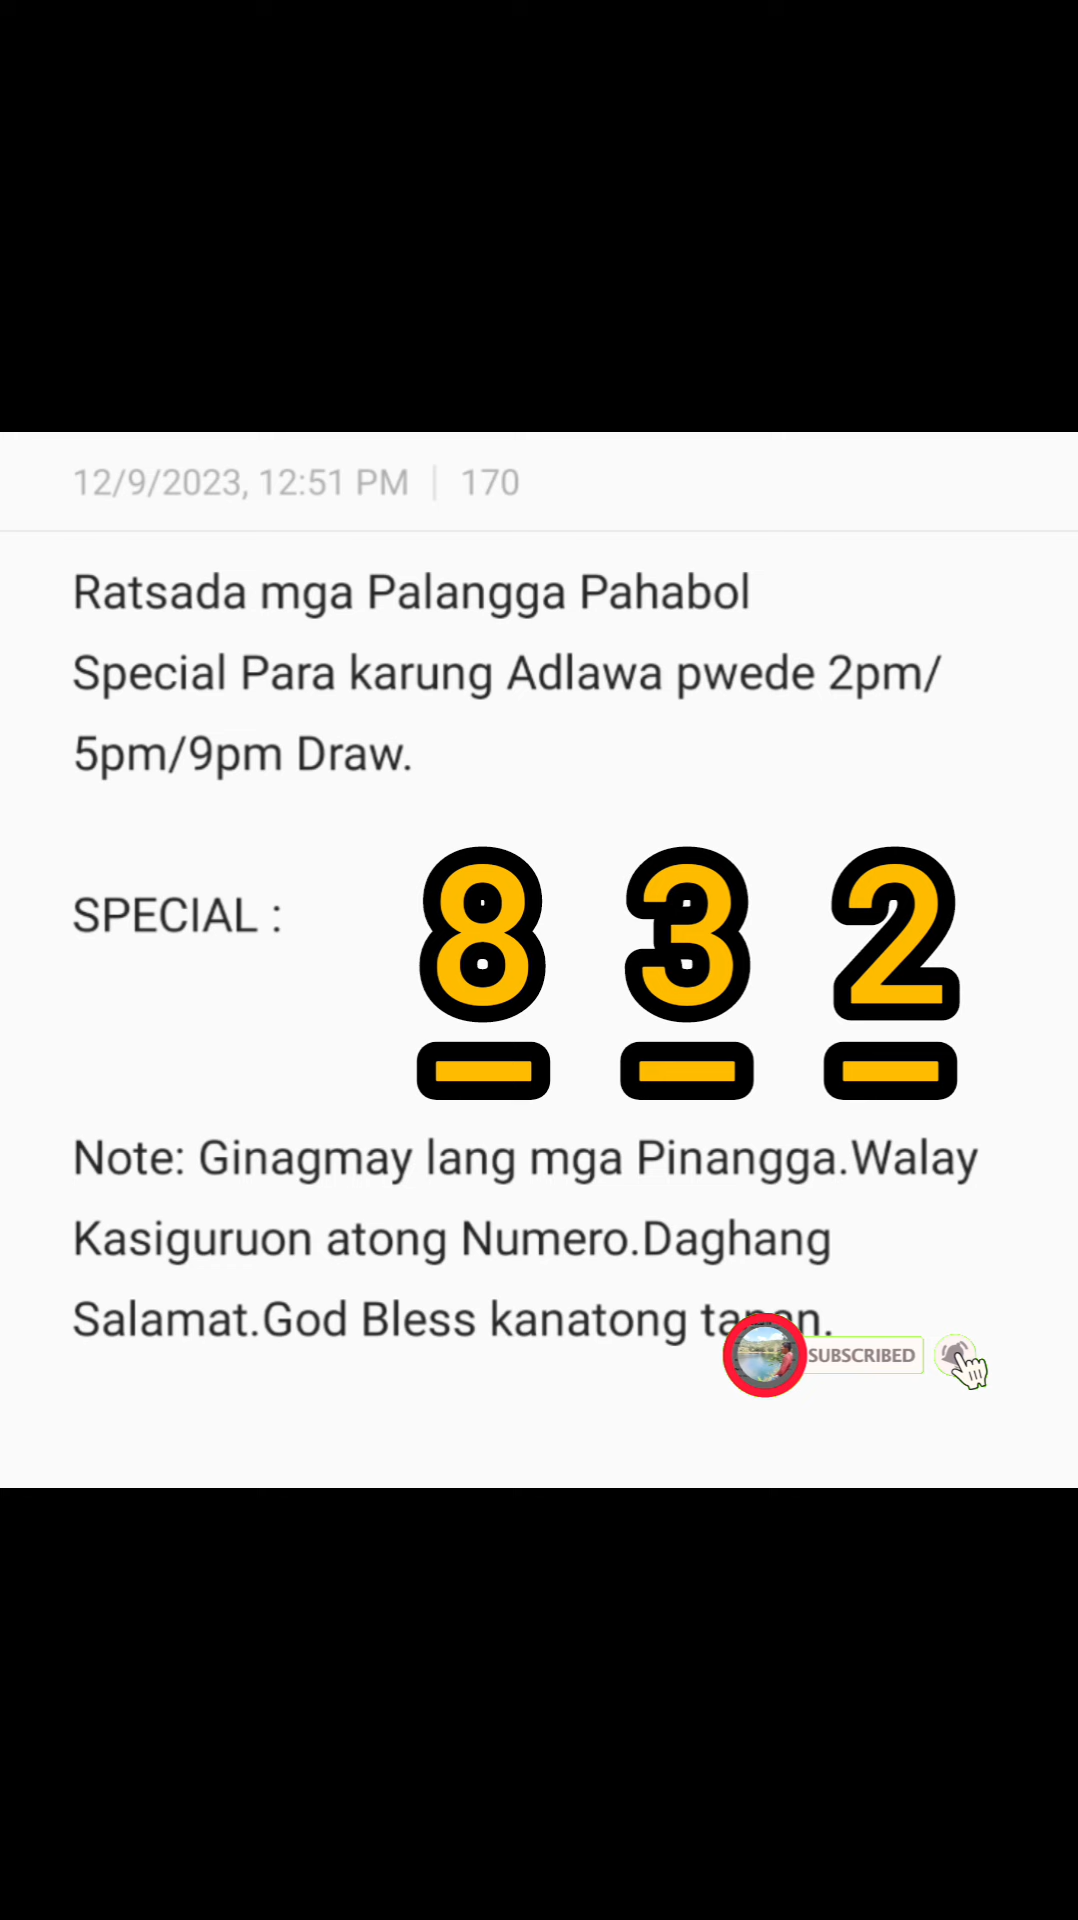 12/9/2023, 12:51 PM | 170
Ratsada mga Palangga Pahabol
Special Para karung Adlawa pwede 2pm/
5pm/9pm Draw.
SPECIAL : 8 3 2
Note: Ginagmay lang mga Pinangga.Walay
Kasiguruon atong Numero.Daghang
Salamat.God Bless kanatong tanan.
SUBSCRIBED